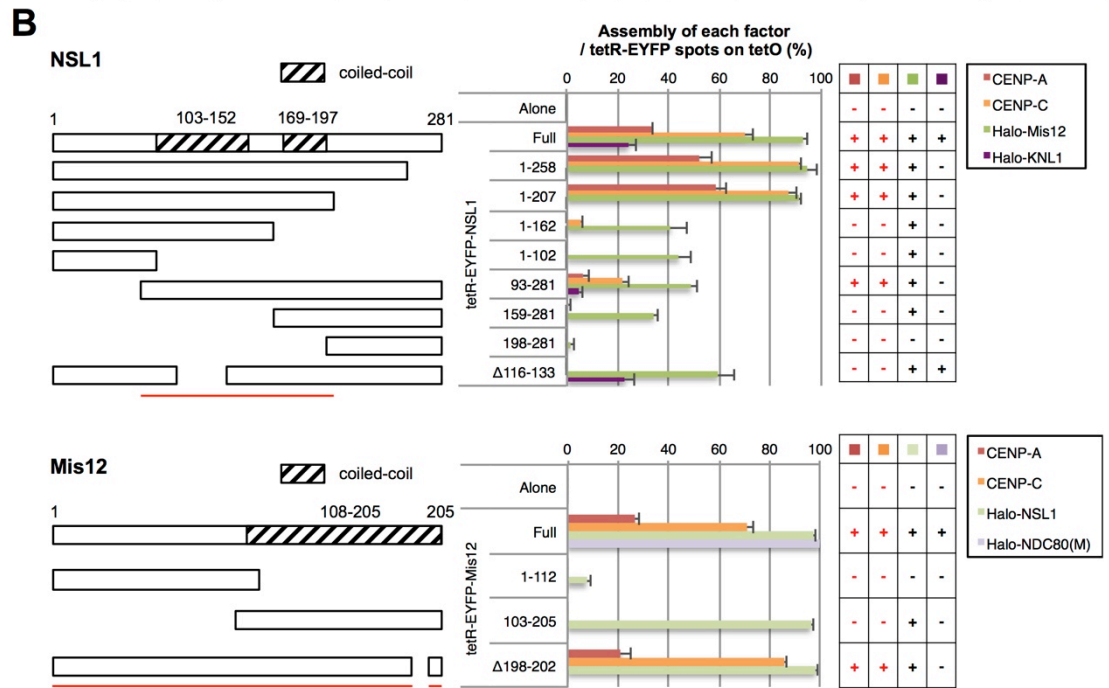 B
Assembly of each factor
/ tetR-EYFP spots on tetO (%)
NSL1
coiled-coil
0 20 40 60 80 100
CENP-A
CENP-C
Halo-Mis12
Halo-KNL1
1 103-152 169-197 281
tetR-EYFP-NSL1
Alone - - - -
Full + + + +
1-258 + + + -
1-207 + + + -
1-162 - - + -
1-102 - - + -
93-281 + + + -
159-281 - - + -
198-281 - - - -
Δ116-133 - - + +
Mis12
coiled-coil
0 20 40 60 80 100
CENP-A
CENP-C
Halo-NSL1
Halo-NDC80(M)
1 108-205 205
tetR-EYFP-Mis12
Alone - - - -
Full + + + +
1-112 - - - -
103-205 - - + -
Δ198-202 + + + -